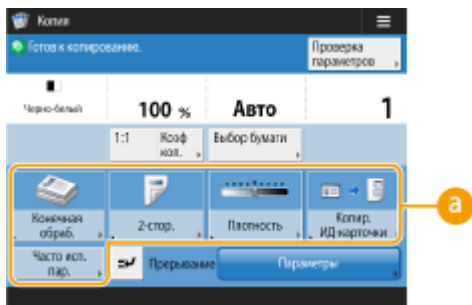 Копия
Готов к копированию.
Проверка
параметров
Черно-белый
100 %
Авто
1
1:1
Коэф
коп.
Выбор бумаги
Конечная
обраб.
2-стор.
Плотность
Копир.
ИД-карточки
Часто исп.
пар.
Прерывание
Параметры
a